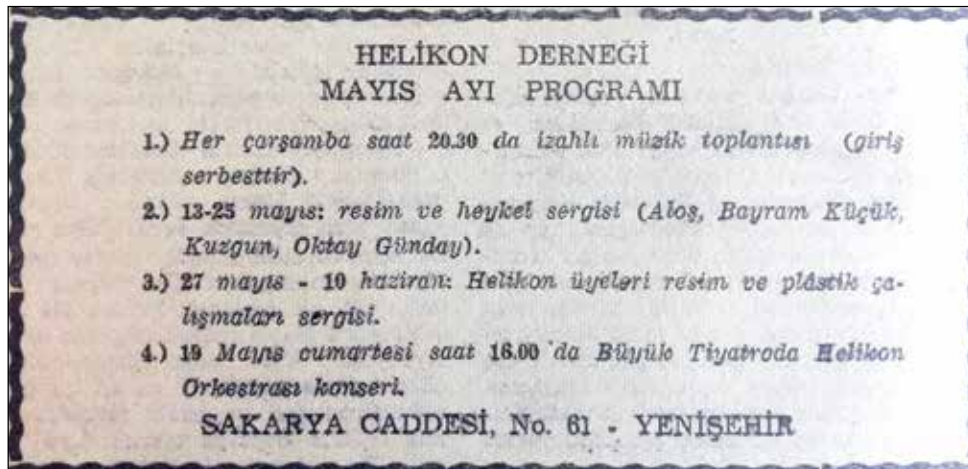 HELİKON DERNEĞİ
MAYIS AYI PROGRAMI
1.) Her çarşamba saat 20.30 da izahlı müzik toplantısı (giriş
serbesttir).
2.) 13-25 mayıs: resim ve heykel sergisi (Aloş, Bayram Küçük,
Kuzgun, Oktay Günday).
3.) 27 mayıs - 10 haziran: Helikon üyeleri resim ve plâstik ça-
lışmaları sergisi.
4.) 19 Mayıs cumartesi saat 16.00 'da Büyük Tiyatroda Helikon
Orkestrası konseri.
SAKARYA CADDESİ, No. 61 - YENİŞEHİR